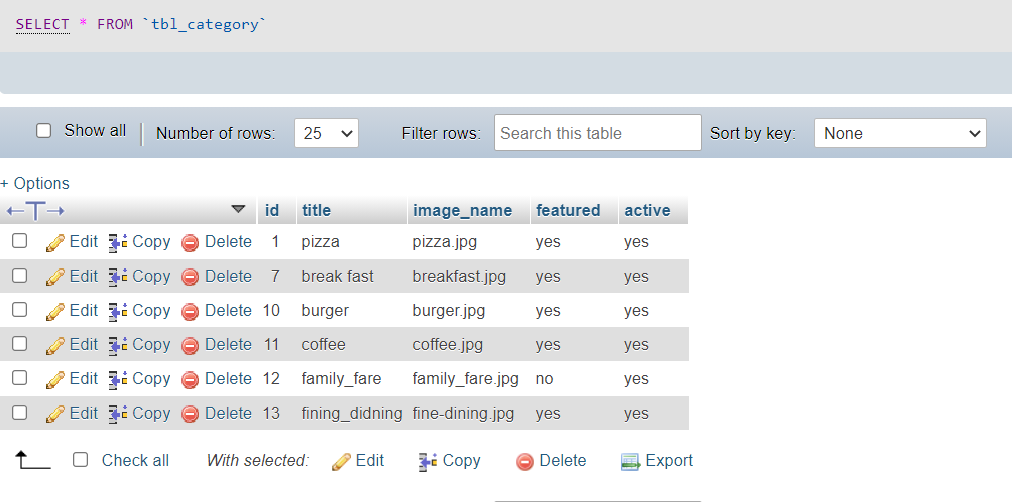 SELECT * FROM `tbl_category`
Show all Number of rows: 25 Filter rows: Search this table Sort by key: None
+ Options
id title image_name featured active
Edit Copy Delete 1 pizza pizza.jpg yes yes
Edit Copy Delete 7 break fast breakfast.jpg yes yes
Edit Copy Delete 10 burger burger.jpg yes yes
Edit Copy Delete 11 coffee coffee.jpg yes yes
Edit Copy Delete 12 family_fare family_fare.jpg no yes
Edit Copy Delete 13 fining_didning fine-dining.jpg yes yes
Check all With selected: Edit Copy Delete Export